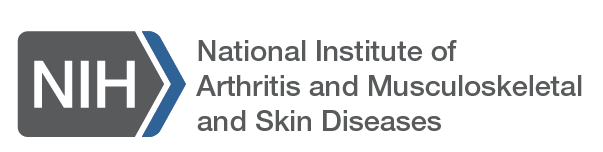 NIH
National Institute of
Arthritis and Musculoskeletal
and Skin Diseases